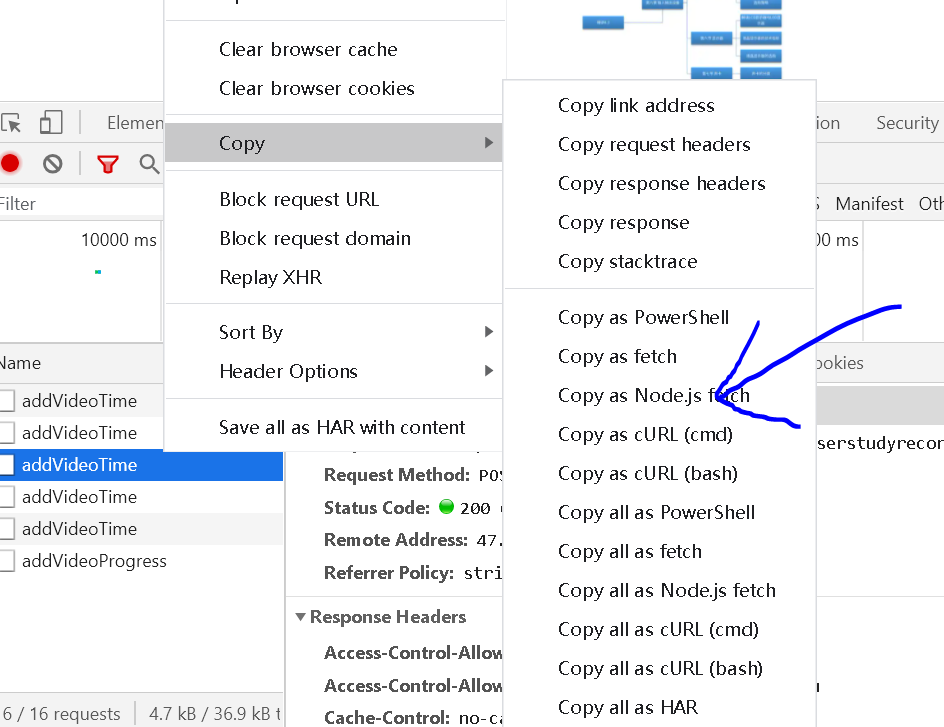 Clear browser cache
Clear browser cookies
Copy
Block request URL
Block request domain
Replay XHR
Sort By
Header Options
Save all as HAR with content
Copy link address
Copy request headers
Copy response headers
Copy response
Copy stacktrace
Copy as PowerShell
Copy as fetch
Copy as Node.js fetch
Copy as cURL (cmd)
Copy as cURL (bash)
Copy all as PowerShell
Copy all as fetch
Copy all as Node.js fetch
Copy all as cURL (cmd)
Copy all as cURL (bash)
Copy all as HAR
Elemen
ion
Security
Filter
S
Manifest
Oth
10000 ms
00 ms
Name
ookies
addVideoTime
addVideoTime
addVideoTime
addVideoTime
addVideoTime
addVideoProgress
serstudyrecor
Request Method: POS
Status Code: 200
Remote Address: 47.
Referrer Policy: stri
Response Headers
Access-Control-Allow
Access-Control-Allow
Cache-Control: no-ca
6 / 16 requests
4.7 kB / 36.9 kB t